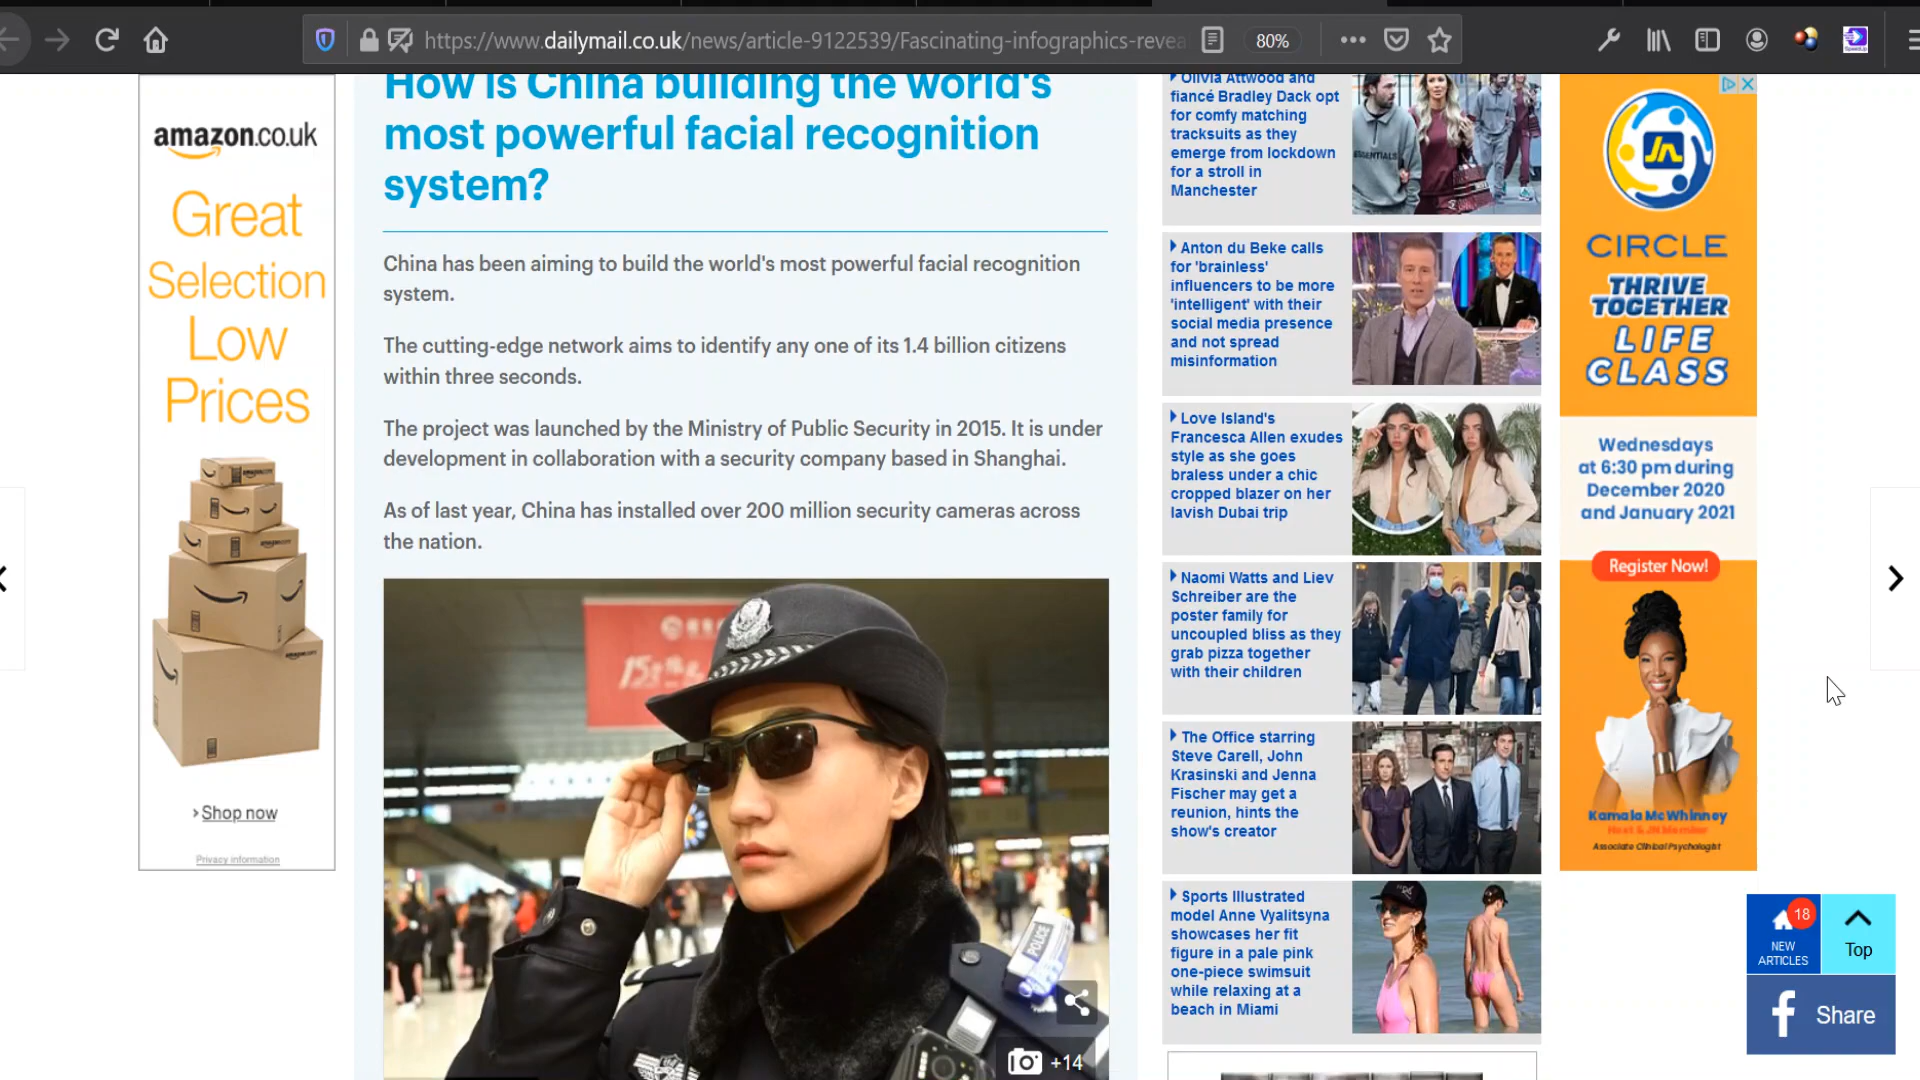 https://www.dailymail.co.uk/news/article-9122539/Fascinating-infographics-revea
80%
amazon.co.uk
Great
Selection
Low
Prices
Shop now
Privacy information
How is China building the world's
most powerful facial recognition
system?
China has been aiming to build the world's most powerful facial recognition
system.
The cutting-edge network aims to identify any one of its 1.4 billion citizens
within three seconds.
The project was launched by the Ministry of Public Security in 2015. It is under
development in collaboration with a security company based in Shanghai.
As of last year, China has installed over 200 million security cameras across
the nation.
POLICE
+14
Olivia Attwood and
fiancé Bradley Dack opt
for comfy matching
tracksuits as they
emerge from lockdown
for a stroll in
Manchester
ESSENTIALS
Anton du Beke calls
for 'brainless'
influencers to be more
'intelligent' with their
social media presence
and not spread
misinformation
Love Island's
Francesca Allen exudes
style as she goes
braless under a chic
cropped blazer on her
lavish Dubai trip
Naomi Watts and Liev
Schreiber are the
poster family for
uncoupled bliss as they
grab pizza together
with their children
The Office starring
Steve Carell, John
Krasinski and Jenna
Fischer may get a
reunion, hints the
show's creator
Sports Illustrated
model Anne Vyalitsyna
showcases her fit
figure in a pale pink
one-piece swimsuit
while relaxing at a
beach in Miami
JN
CIRCLE
THRIVE
TOGETHER
LIFE
CLASS
Wednesdays
at 6:30 pm during
December 2020
and January 2021
Register Now!
Kamala McWhinney
Host & JN Member
Associate Clinical Psychologist
18
NEW
ARTICLES
Top
Share